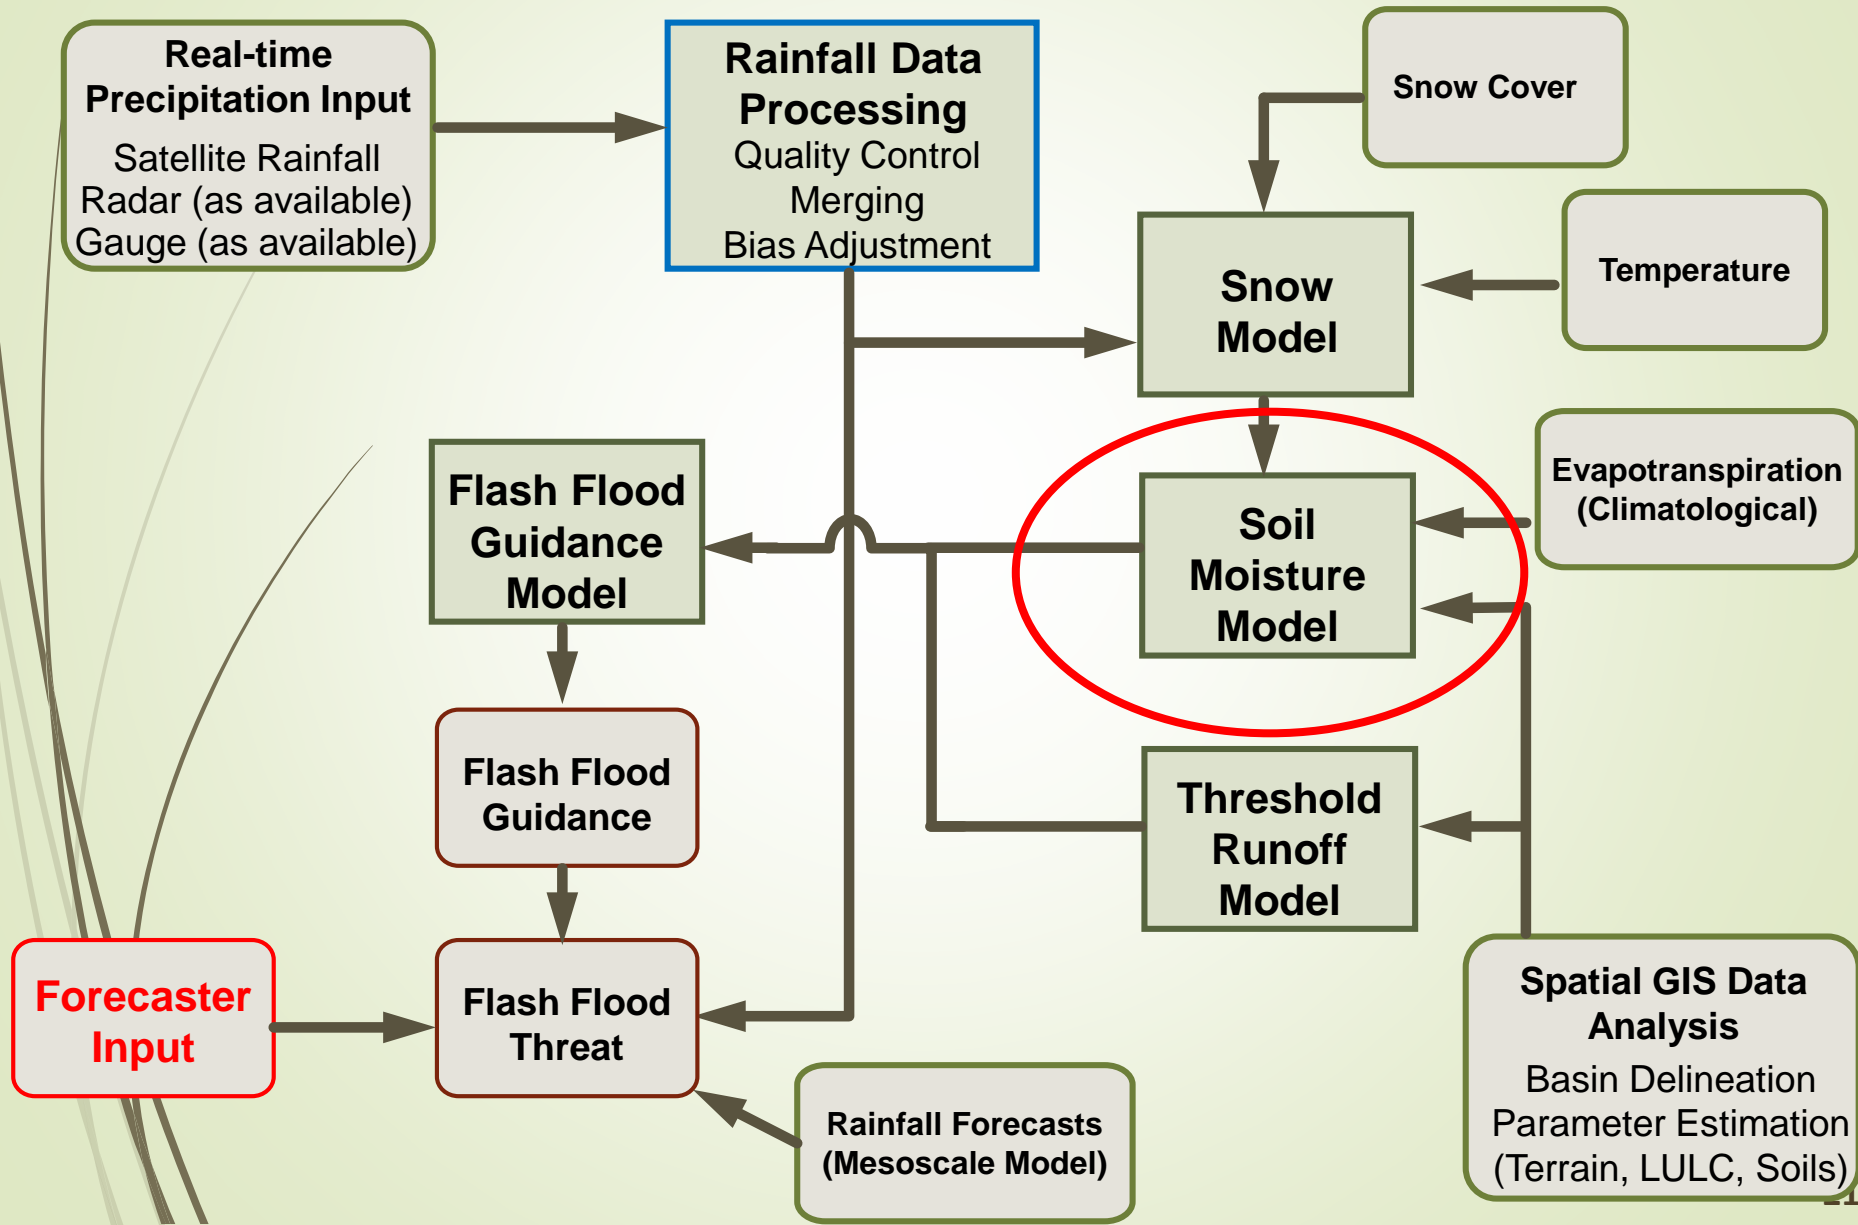 Real-time
Precipitation Input
Satellite Rainfall
Radar (as available)
Gauge (as available)
Rainfall Data
Processing
Quality Control
Merging
Bias Adjustment
Snow Cover
Temperature
Snow
Model
Evapotranspiration
(Climatological)
Flash Flood
Guidance
Model
Soil
Moisture
Model
Flash Flood
Guidance
Threshold
Runoff
Model
Forecaster
Input
Flash Flood
Threat
Rainfall Forecasts
(Mesoscale Model)
Spatial GIS Data
Analysis
Basin Delineation
Parameter Estimation
(Terrain, LULC, Soils)